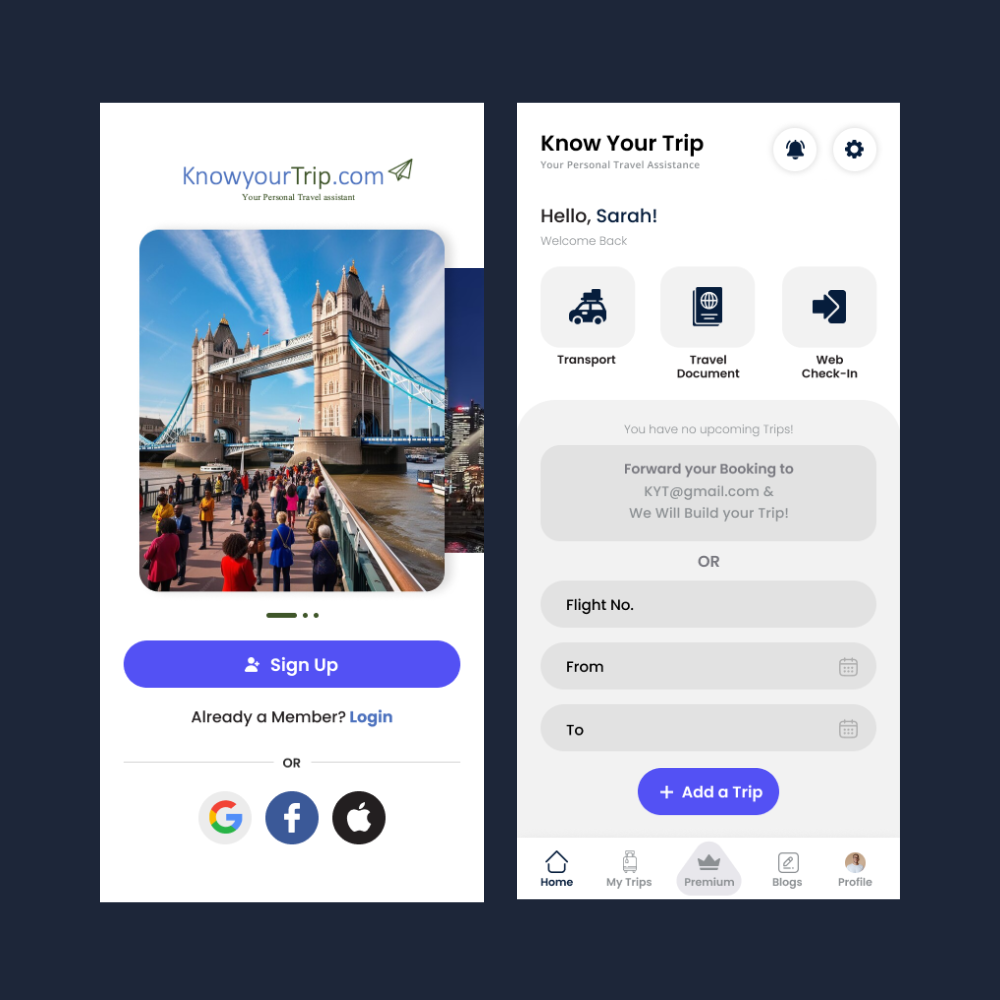 KnowyourTrip.com
Your Personal Travel assistant
Sign Up
Already a Member? Login
OR
Know Your Trip
Your Personal Travel Assistance
Hello, Sarah!
Welcome Back
Transport
Travel
Document
Web
Check-In
You have no upcoming Trips!
Forward your Booking to
KYT@gmail.com &
We Will Build your Trip!
OR
Flight No.
From
To
+ Add a Trip
Home
My Trips
Premium
Blogs
Profile